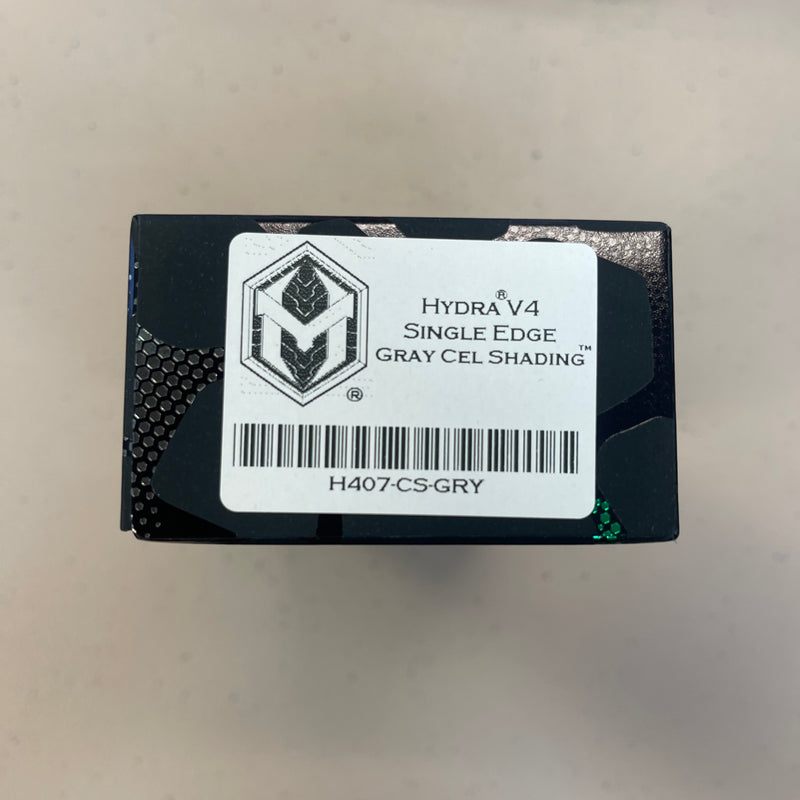 HYDRA® V4
SINGLE EDGE
GRAY CEL SHADING™
®
H407-CS-GRY